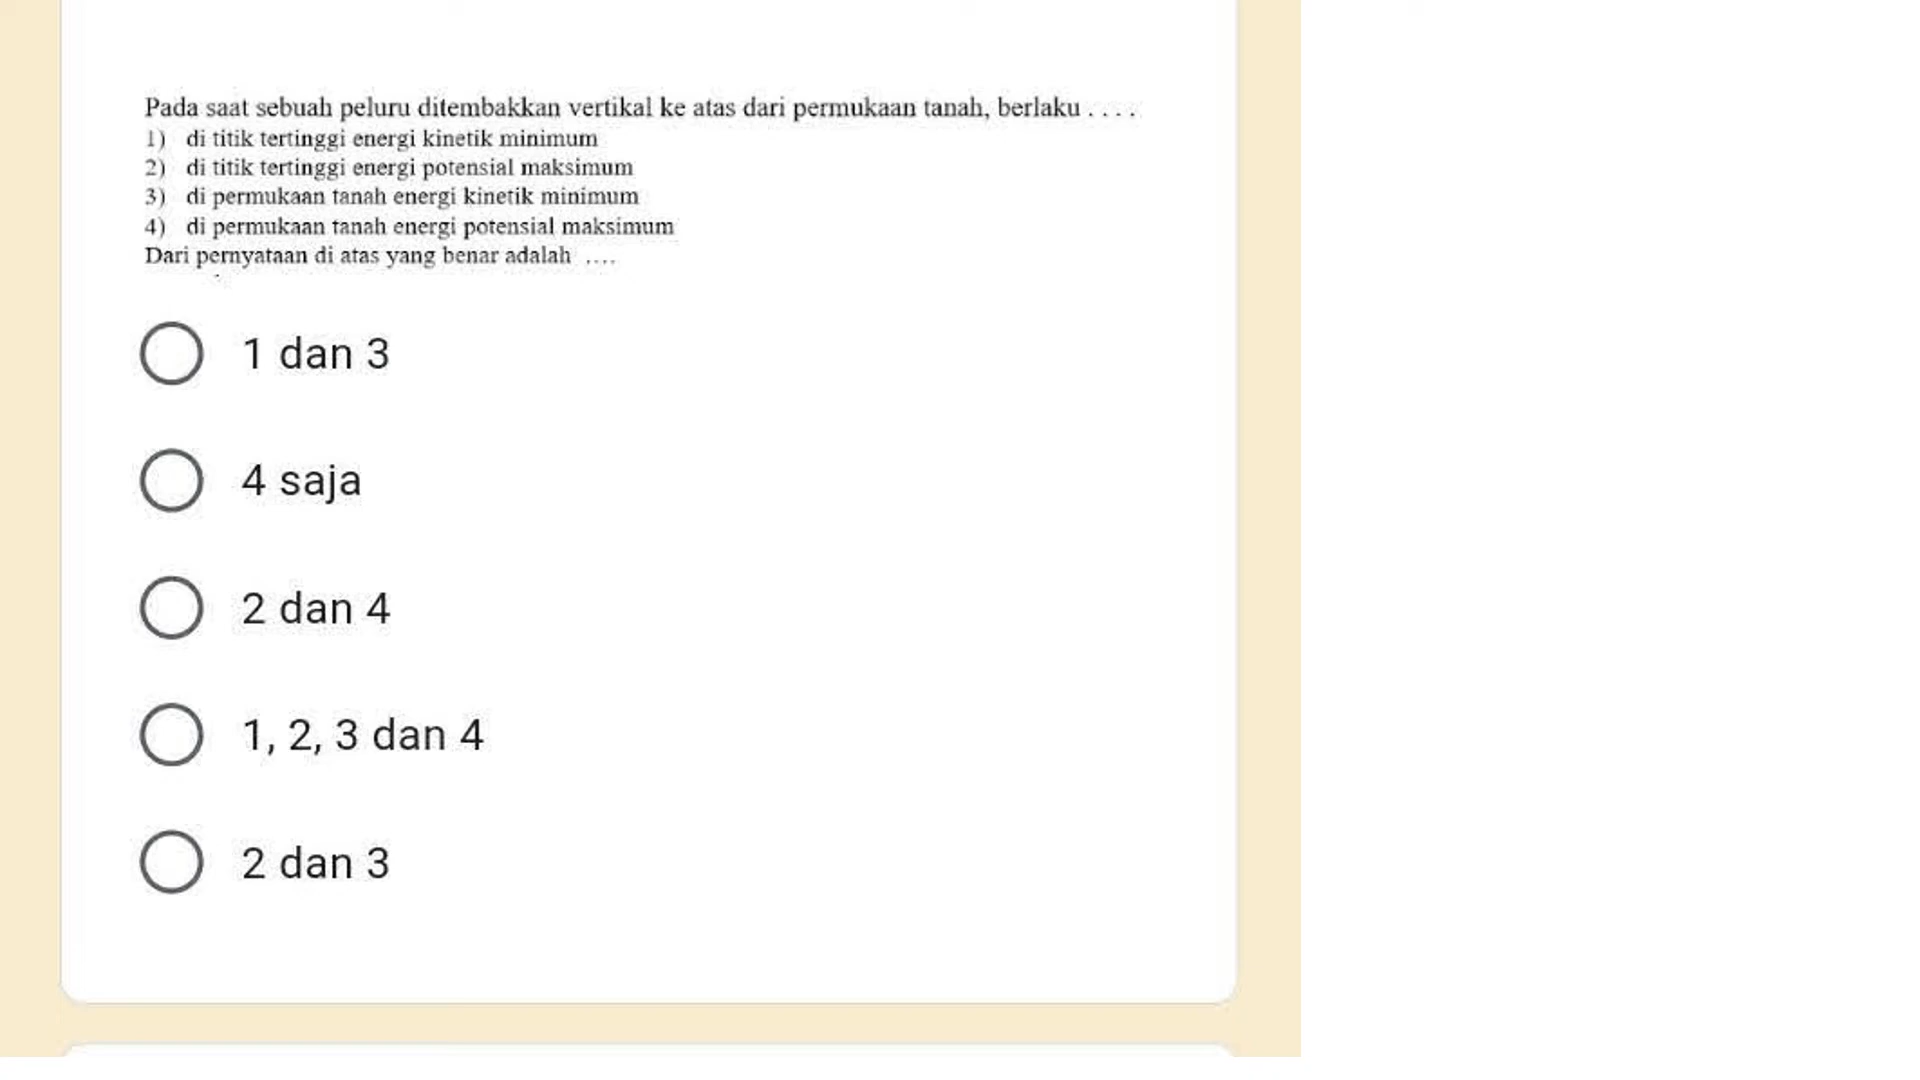 Pada saat sebuah peluru ditembakkan vertikal ke atas dari permukaan tanah, berlaku . . . .
1) di titik tertinggi energi kinetik minimum
2) di titik tertinggi energi potensial maksimum
3) di permukaan tanah energi kinetik minimum
4) di permukaan tanah energi potensial maksimum
Dari pernyataan di atas yang benar adalah ....
1 dan 3
4 saja
2 dan 4
1, 2, 3 dan 4
2 dan 3